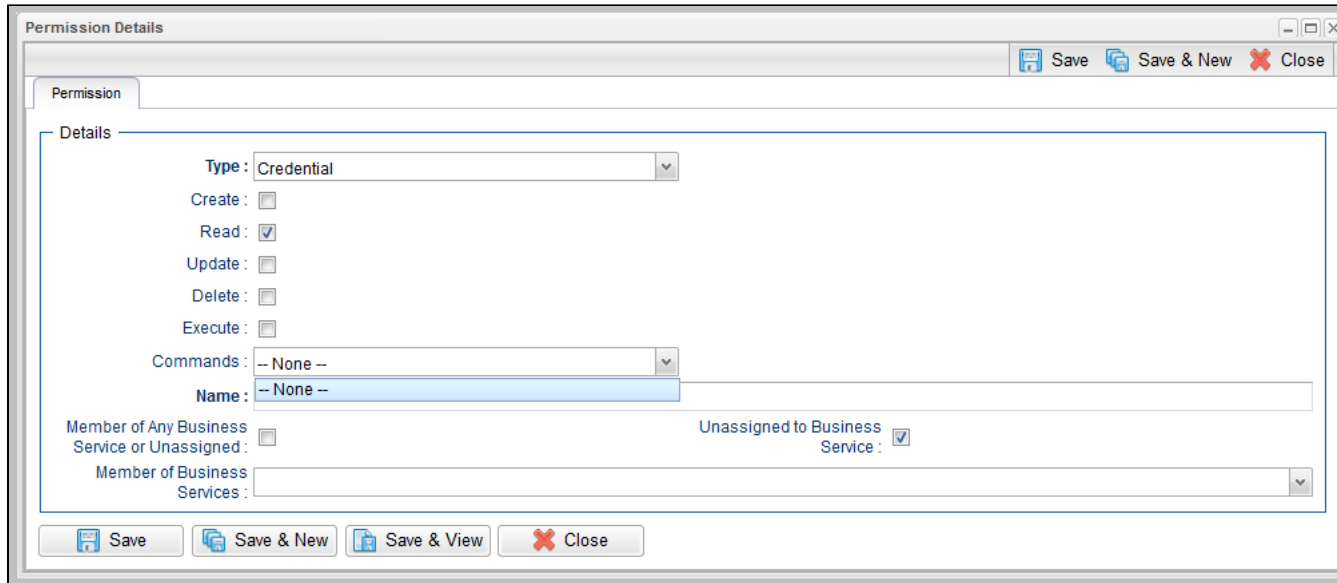 Permission Details
Save Save & New Close
Permission
Details
Type : Credential
Create :
Read :
Update :
Delete :
Execute :
Commands : -- None --
-- None --
Name :
Member of Any Business
Service or Unassigned :
Unassigned to Business
Service :
Member of Business
Services :
Save Save & New Save & View Close